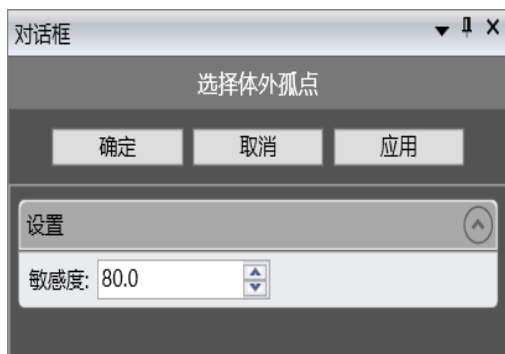 对话框
选择体外孤点
确定 取消 应用
设置
敏感度: 80.0